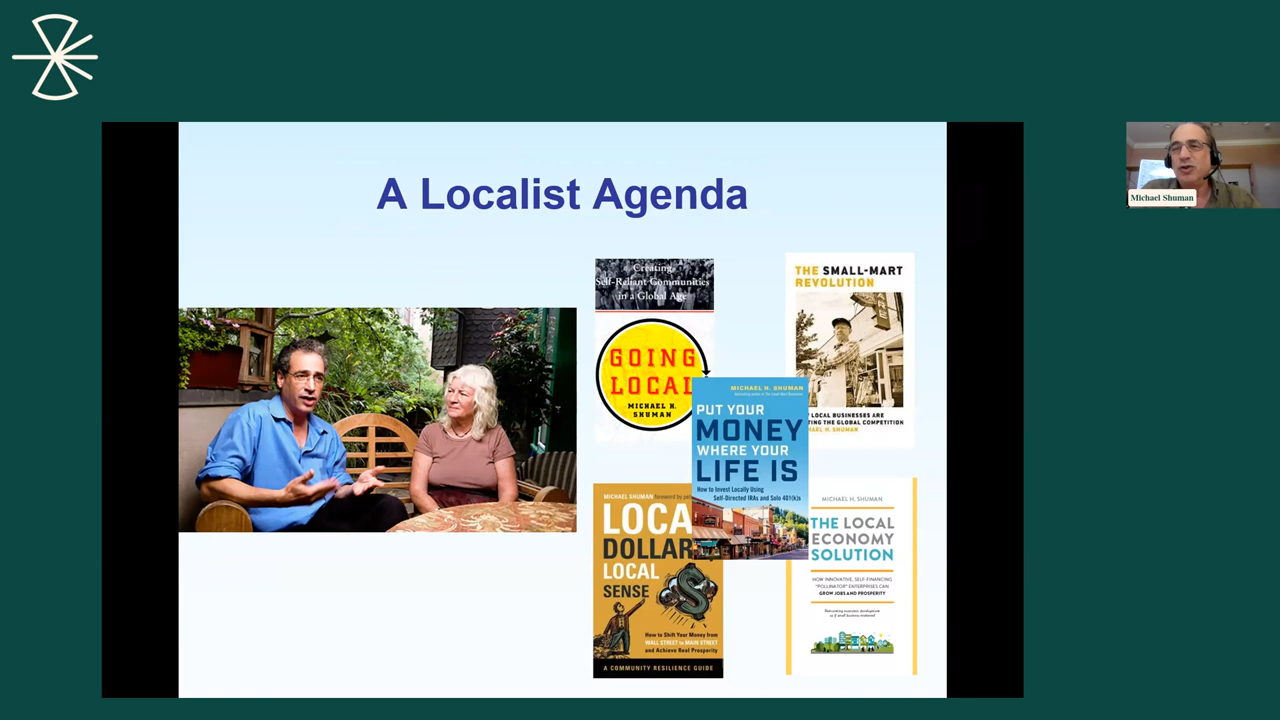 A Localist Agenda
Creating
Self-Reliant Communities
in a Global Age
GOING
LOCAL
MICHAEL H.
SHUMAN
THE SMALL-MART
REVOLUTION
LOCAL BUSINESSES ARE
THE GLOBAL COMPETITION
H. SHUMAN
MICHAEL H. SHUMAN
PUT YOUR
MONEY
WHERE YOUR
LIFE IS
How to Invest Locally Using
Self-Directed IRAs and Solo 401(k)s
MICHAEL SHUMAN foreword by
LOCA
DOLLAR
LOCAL
SENSE
How to Shift Your Money from
WALL STREET to MAIN STREET
and Achieve Real Prosperity
A COMMUNITY RESILIENCE GUIDE
MICHAEL H. SHUMAN
THE LOCAL
ECONOMY
SOLUTION
HOW INNOVATIVE, SELF-FINANCING
"POLLINATOR" ENTERPRISES CAN
GROW JOBS AND PROSPERITY
Michael Shuman